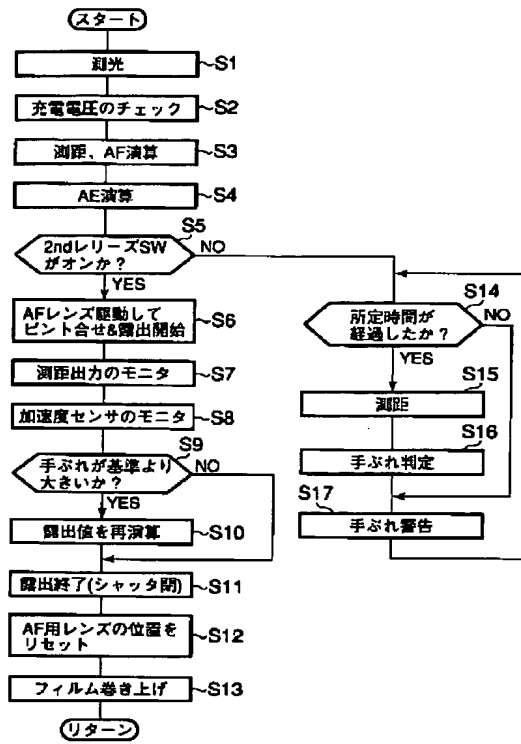 スタート
測光
S1
充電電圧のチェック
S2
測距、AF演算
S3
AE演算
S4
S5
2ndレリーズSW
がオンか?
NO
YES
AFレンズ駆動して
ピント合せ&露出開始
S6
測距出力のモニタ
S7
加速度センサのモニタ
S8
S9
手ぶれが基準より
大きいか?
NO
YES
露出値を再演算
S10
露出終了(シャッタ閉)
S11
AF用レンズの位置を
リセット
S12
フィルム巻き上げ
S13
リターン
S14
所定時間が
経過したか?
NO
YES
S15
測距
S16
手ぶれ判定
S17
手ぶれ警告